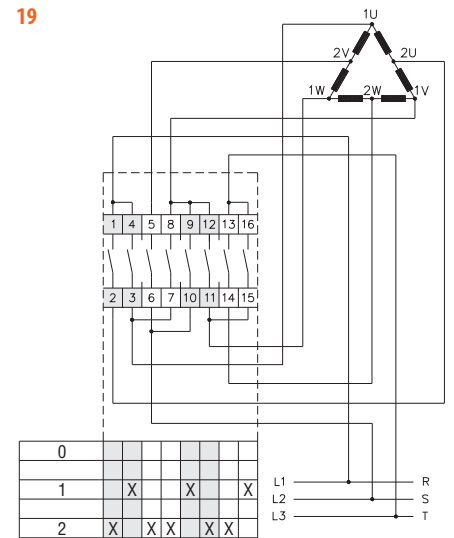 19
1U
2V 2U
1W 2W 1V
1 4 5 8 9 12 13 16
2 3 6 7 10 11 14 15
0
1 X X X
2 X X X X X
L1 R
L2 S
L3 T